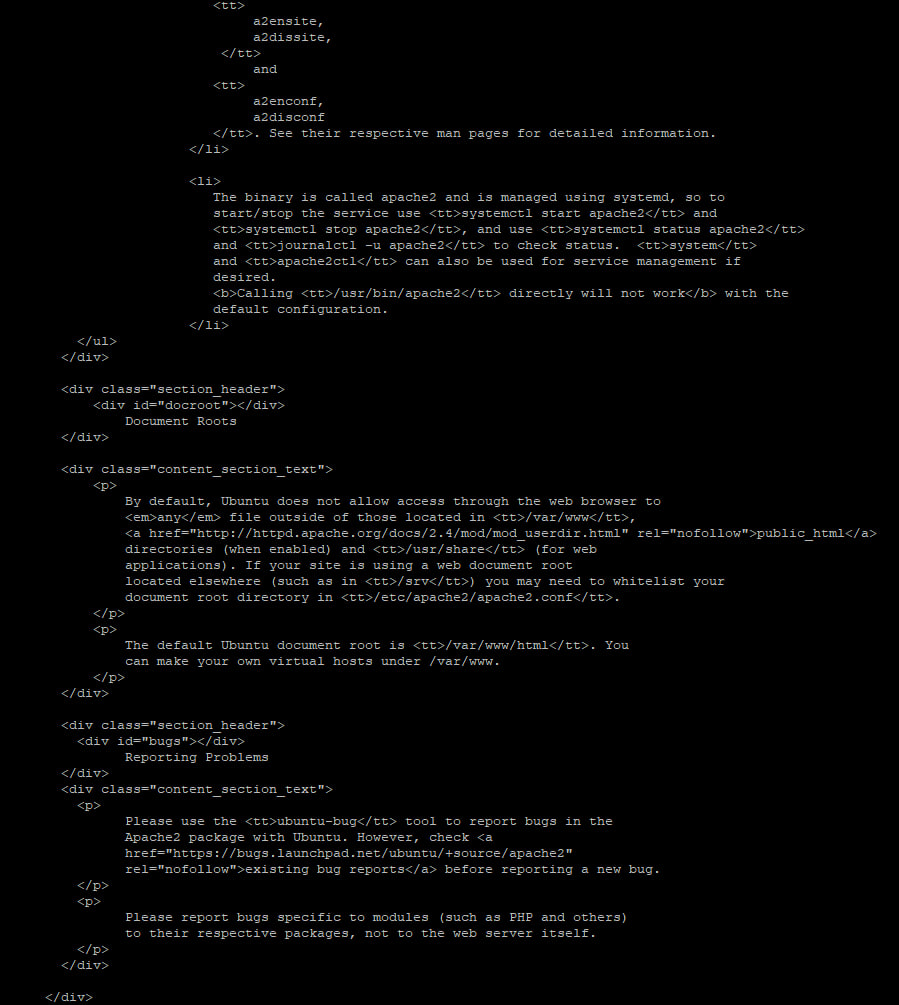 <tt>
a2ensite,
a2dissite,
</tt>
and
<tt>
a2enconf,
a2disconf
</tt>. See their respective man pages for detailed information.
</li>
<li>
The binary is called apache2 and is managed using systemd, so to
start/stop the service use <tt>systemctl start apache2</tt> and
<tt>systemctl stop apache2</tt>, and use <tt>systemctl status apache2</tt>
and <tt>journalctl -u apache2</tt> to check status.  <tt>system</tt>
and <tt>apache2ctl</tt> can also be used for service management if
desired.
<b>Calling <tt>/usr/bin/apache2</tt> directly will not work</b> with the
default configuration.
</li>
</ul>
</div>
<div class="section_header">
<div id="docroot"></div>
Document Roots
</div>
<div class="content_section_text">
<p>
By default, Ubuntu does not allow access through the web browser to
<em>any</em> file outside of those located in <tt>/var/www</tt>,
<a href="http://httpd.apache.org/docs/2.4/mod/mod_userdir.html" rel="nofollow">public_html</a>
directories (when enabled) and <tt>/usr/share</tt> (for web
applications). If your site is using a web document root
located elsewhere (such as in <tt>/srv</tt>) you may need to whitelist your
document root directory in <tt>/etc/apache2/apache2.conf</tt>.
</p>
<p>
The default Ubuntu document root is <tt>/var/www/html</tt>. You
can make your own virtual hosts under /var/www.
</p>
</div>
<div class="section_header">
<div id="bugs"></div>
Reporting Problems
</div>
<div class="content_section_text">
<p>
Please use the <tt>ubuntu-bug</tt> tool to report bugs in the
Apache2 package with Ubuntu. However, check <a
href="https://bugs.launchpad.net/ubuntu/+source/apache2"
rel="nofollow">existing bug reports</a> before reporting a new bug.
</p>
<p>
Please report bugs specific to modules (such as PHP and others)
to their respective packages, not to the web server itself.
</p>
</div>
</div>